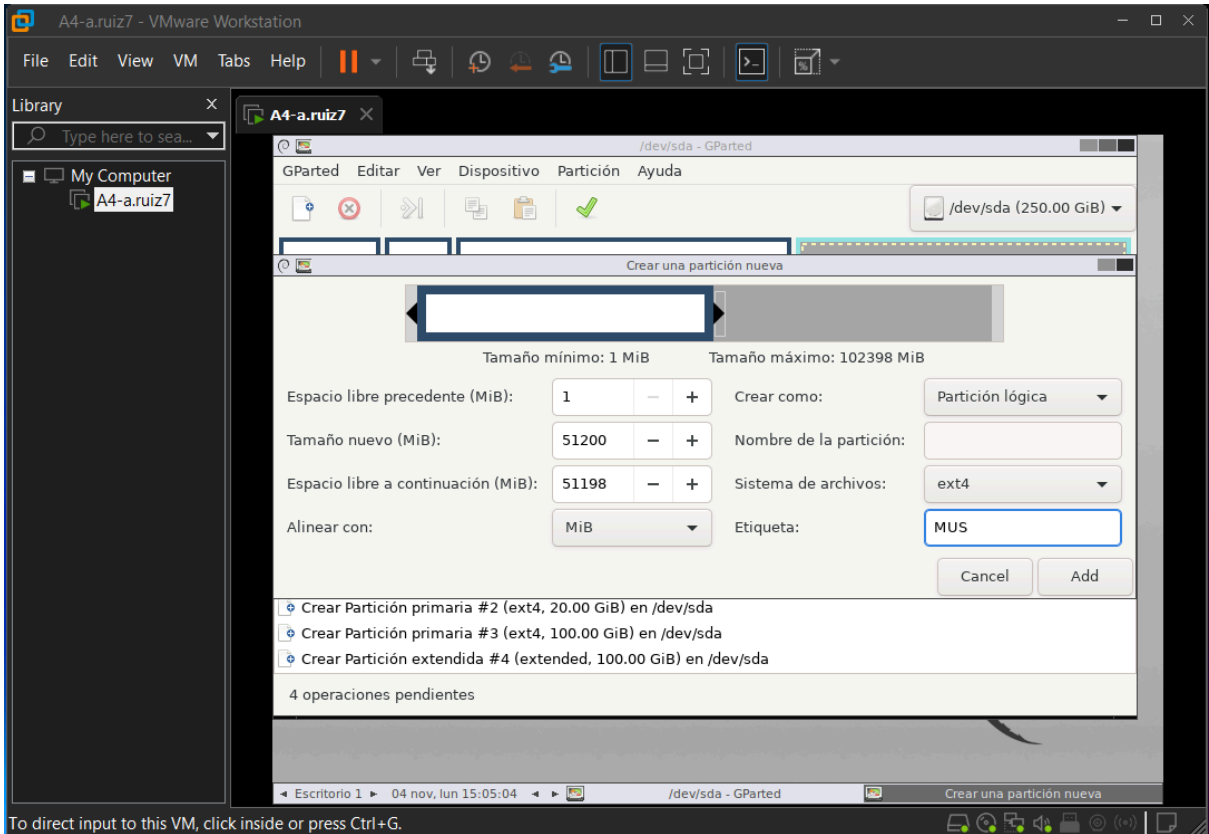 A4-a.ruiz7 - VMware Workstation
File Edit View VM Tabs Help
Library X
Type here to sea...
My Computer
A4-a.ruiz7
A4-a.ruiz7
/dev/sda - GParted
GParted Editar Ver Dispositivo Partición Ayuda
/dev/sda (250.00 GiB)
Crear una partición nueva
Tamaño mínimo: 1 MiB Tamaño máximo: 102398 MiB
Espacio libre precedente (MiB): 1 Crear como: Partición lógica
Tamaño nuevo (MiB): 51200 Nombre de la partición:
Espacio libre a continuación (MiB): 51198 Sistema de archivos: ext4
Alinear con: MiB Etiqueta: MUS
Cancel Add
Crear Partición primaria #2 (ext4, 20.00 GiB) en /dev/sda
Crear Partición primaria #3 (ext4, 100.00 GiB) en /dev/sda
Crear Partición extendida #4 (extended, 100.00 GiB) en /dev/sda
4 operaciones pendientes
Escritorio 1 04 nov, lun 15:05:04 /dev/sda - GParted Crear una partición nueva
To direct input to this VM, click inside or press Ctrl+G.